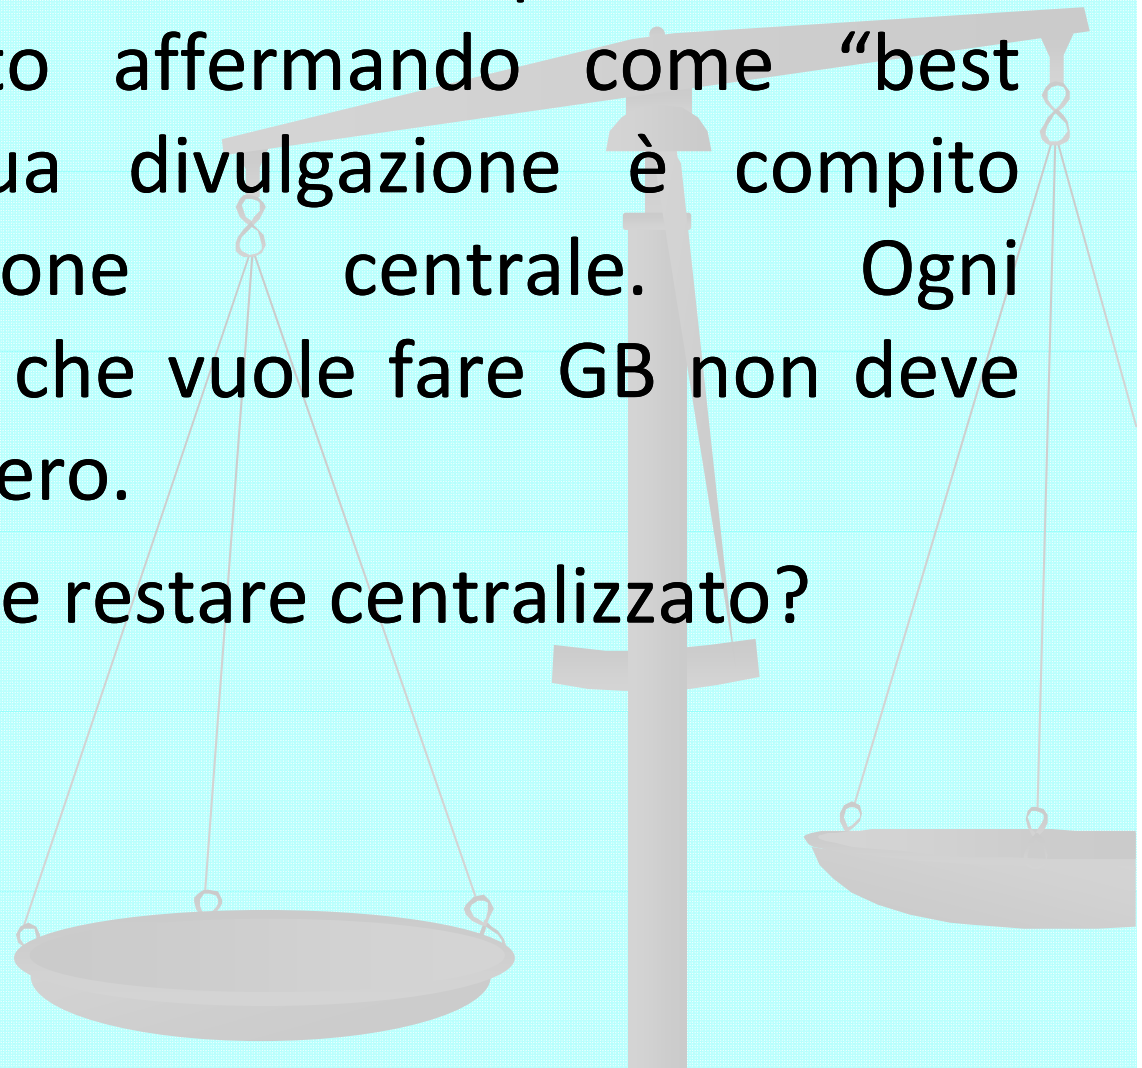 to affermando come “best
ua divulgazione è compito
one centrale. Ogni
che vuole fare GB non deve
ero.
e restare centralizzato?